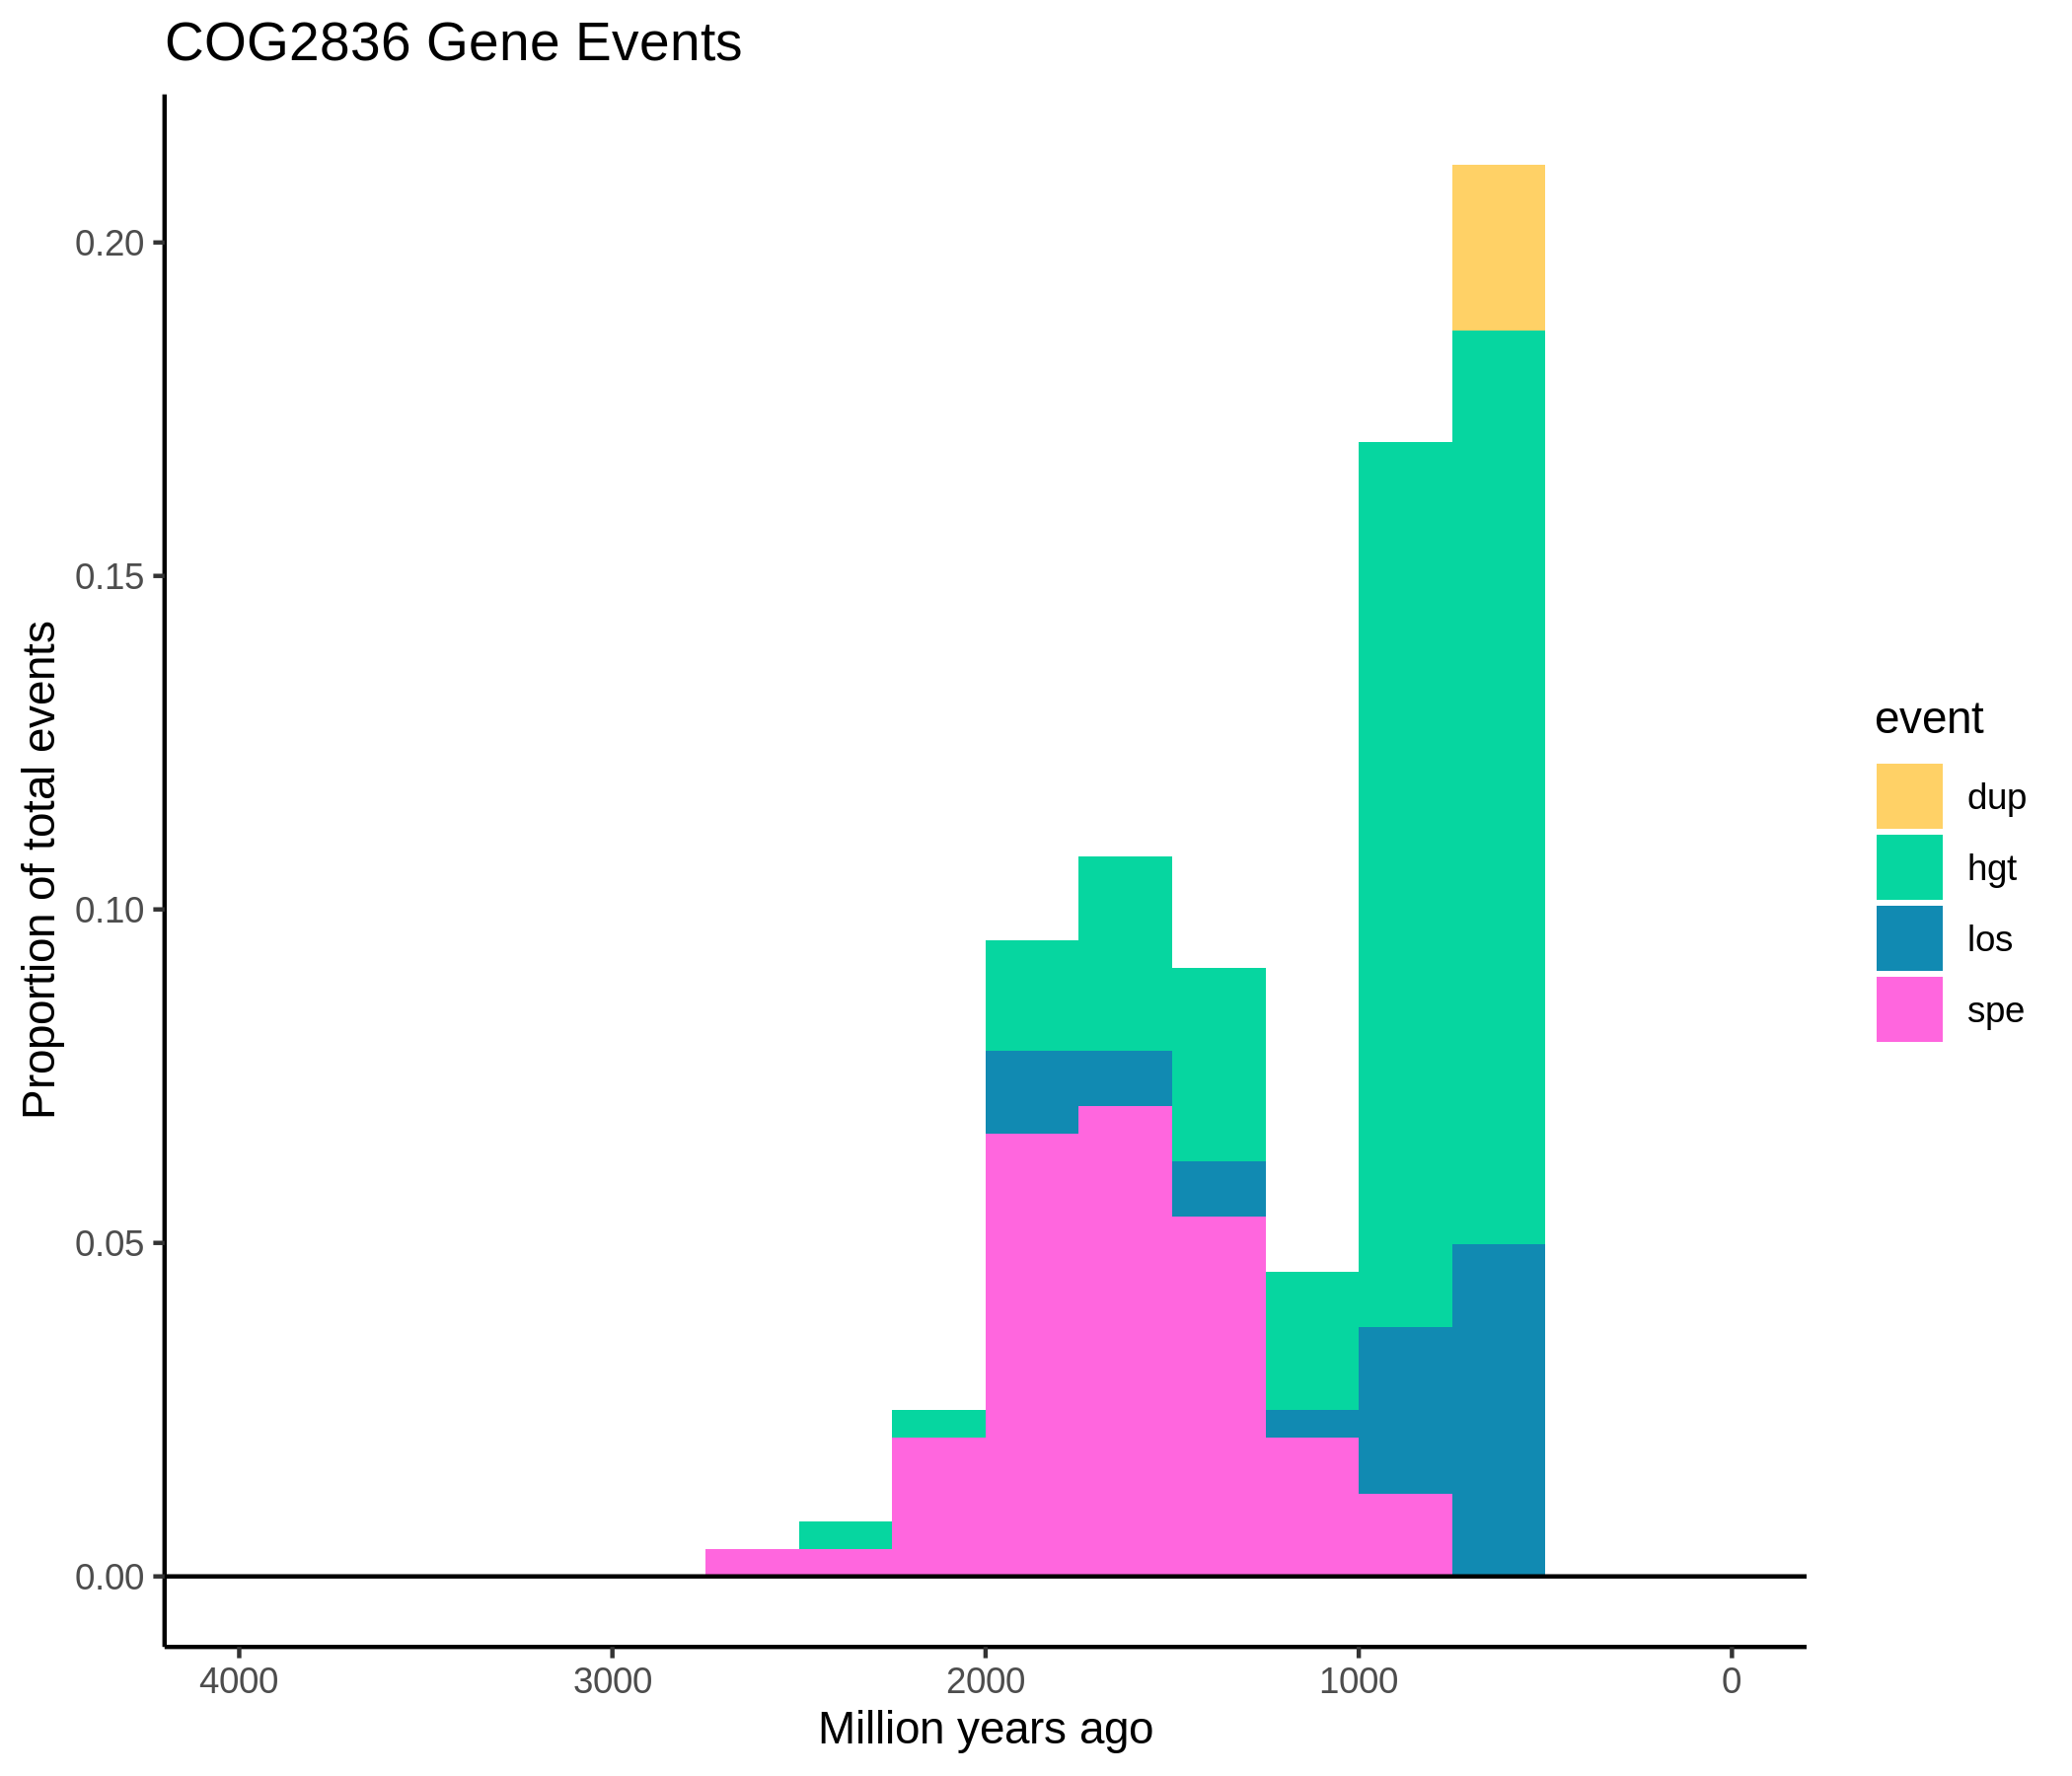 COG2836 Gene Events
Proportion of total events
0.20
0.15
0.10
0.05
0.00
4000 3000 2000 1000 0
Million years ago
event
dup
hgt
los
spe